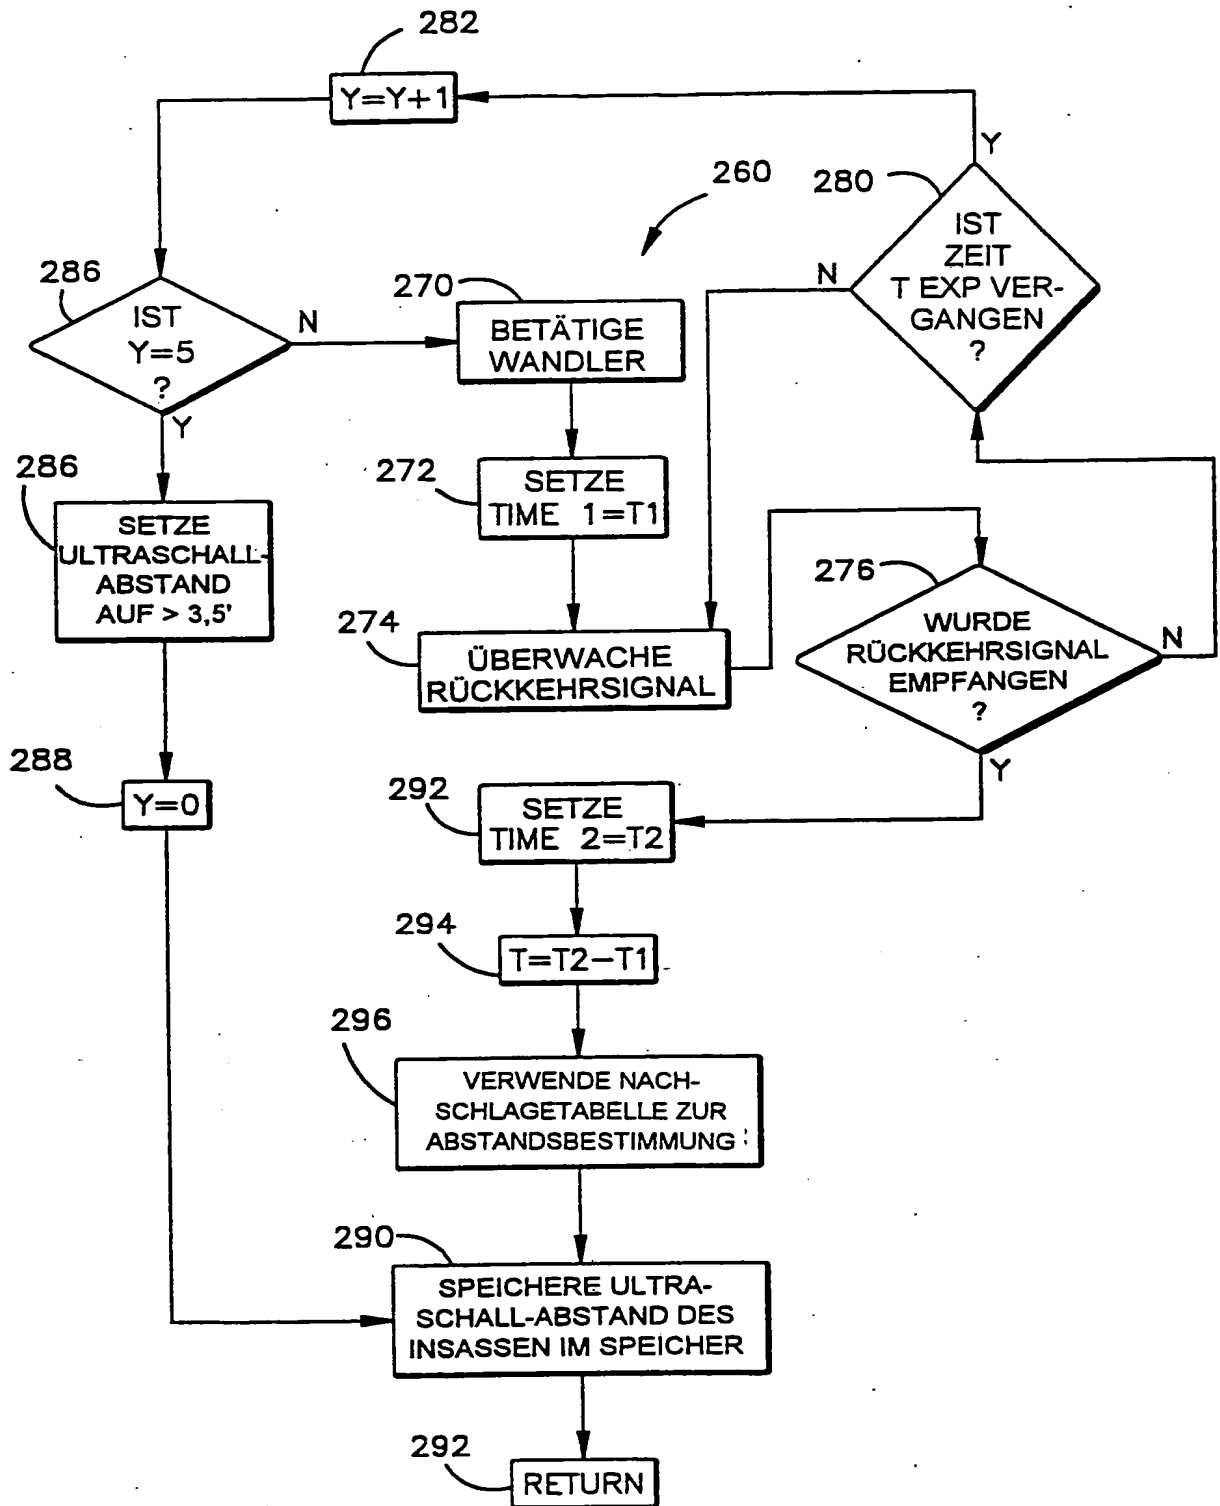 282
Y=Y+1
Y
260
280
IST
ZEIT
T EXP VER-
GANGEN
?
N
286
IST
Y=5
?
N
Y
270
BETÄTIGE
WANDLER
272
SETZE
TIME 1=T1
286
SETZE
ULTRASCHALL-
ABSTAND
AUF > 3,5'
274
ÜBERWACHE
RÜCKKEHRSIGNAL
276
WURDE
RÜCKKEHRSIGNAL
EMPFANGEN
?
N
Y
288
Y=0
292
SETZE
TIME 2=T2
294
T=T2-T1
296
VERWENDE NACH-
SCHLAGETABELLE ZUR
ABSTANDSBESTIMMUNG
290
SPEICHERE ULTRA-
SCHALL-ABSTAND DES
INSASSEN IM SPEICHER
292
RETURN